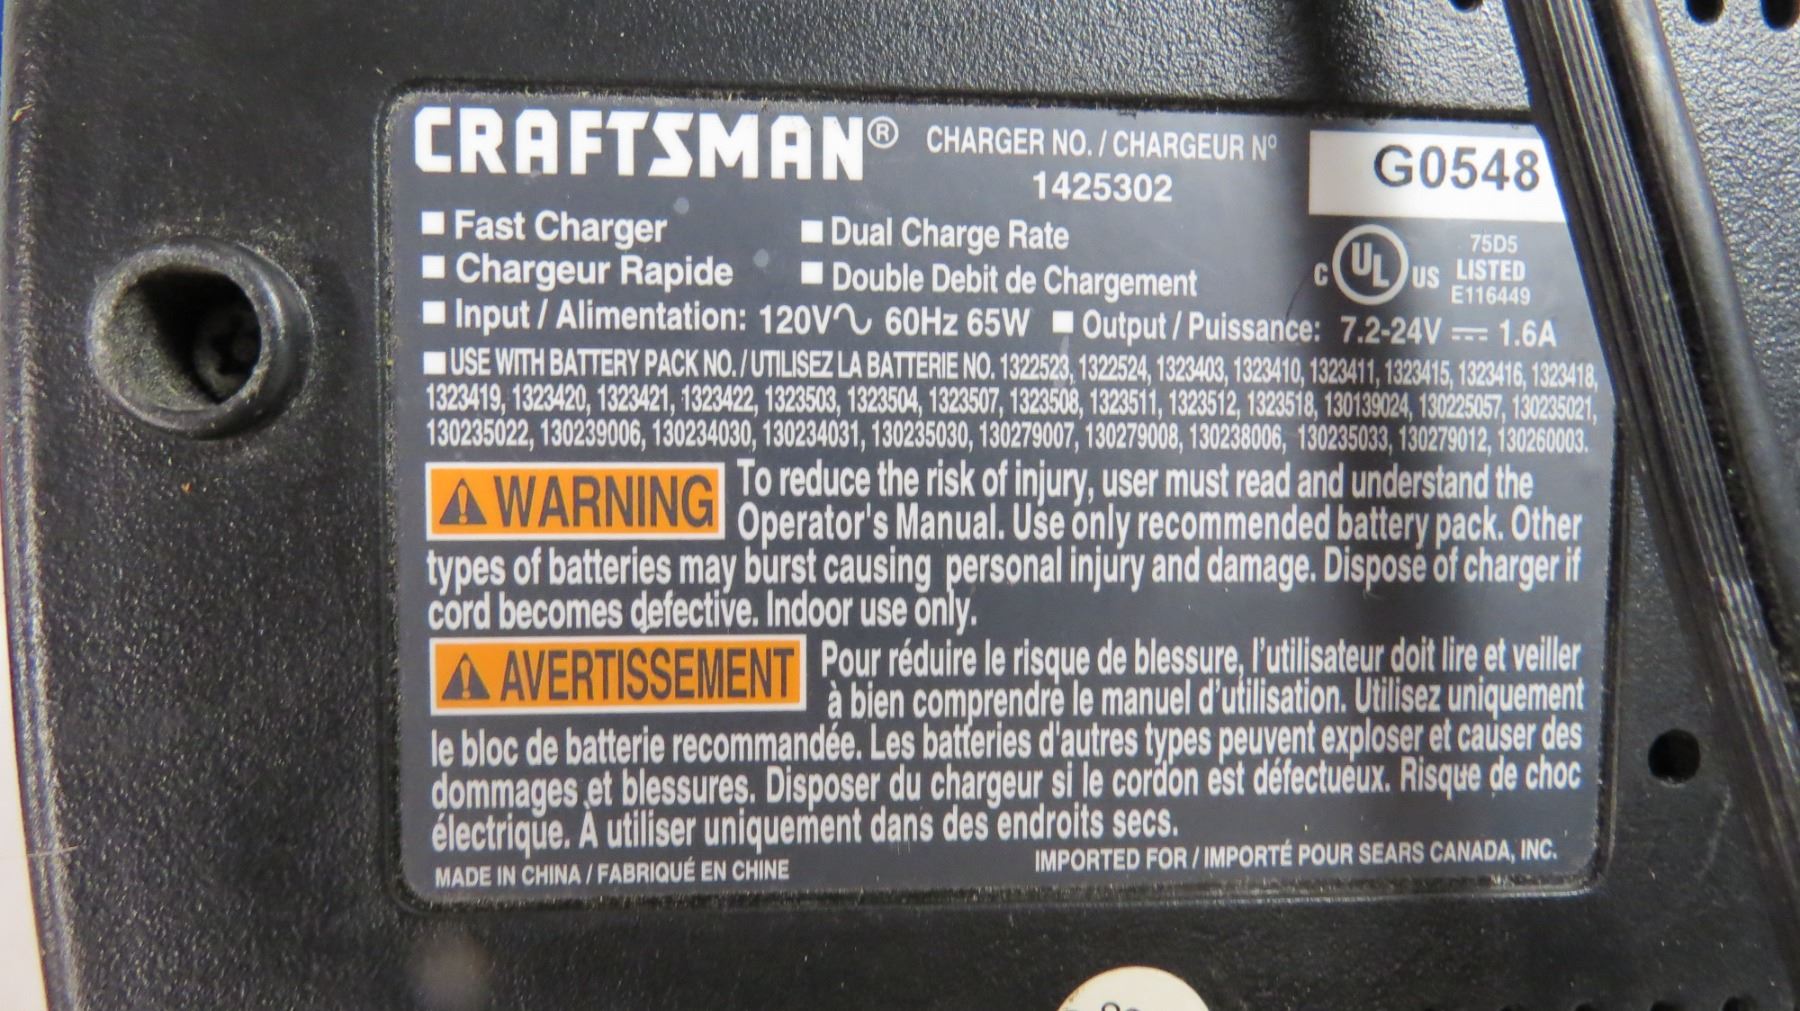 CRAFTSMAN® CHARGER NO. / CHARGEUR Nº
1425302
G0548
■ Fast Charger ■ Dual Charge Rate
■ Chargeur Rapide ■ Double Debit de Chargement
C UL US
75D5
LISTED
E116449
■ Input / Alimentation: 120V∿ 60Hz 65W ■ Output / Puissance: 7.2-24V ⎓ 1.6A
■ USE WITH BATTERY PACK NO. / UTILISEZ LA BATTERIE NO. 1322523, 1322524, 1323403, 1323410, 1323411, 1323415, 1323416, 1323418,
1323419, 1323420, 1323421, 1323422, 1323503, 1323504, 1323507, 1323508, 1323511, 1323512, 1323518, 130139024, 130225057, 130235021,
130235022, 130239006, 130234030, 130234031, 130235030, 130279007, 130279008, 130238006, 130235033, 130279012, 130260003.
⚠ WARNING To reduce the risk of injury, user must read and understand the
Operator's Manual. Use only recommended battery pack. Other
types of batteries may burst causing personal injury and damage. Dispose of charger if
cord becomes defective. Indoor use only.
⚠ AVERTISSEMENT Pour réduire le risque de blessure, l'utilisateur doit lire et veiller
à bien comprendre le manuel d'utilisation. Utilisez uniquement
le bloc de batterie recommandée. Les batteries d'autres types peuvent exploser et causer des
dommages et blessures. Disposer du chargeur si le cordon est défectueux. Risque de choc
électrique. À utiliser uniquement dans des endroits secs.
MADE IN CHINA / FABRIQUÉ EN CHINE IMPORTED FOR / IMPORTÉ POUR SEARS CANADA, INC.